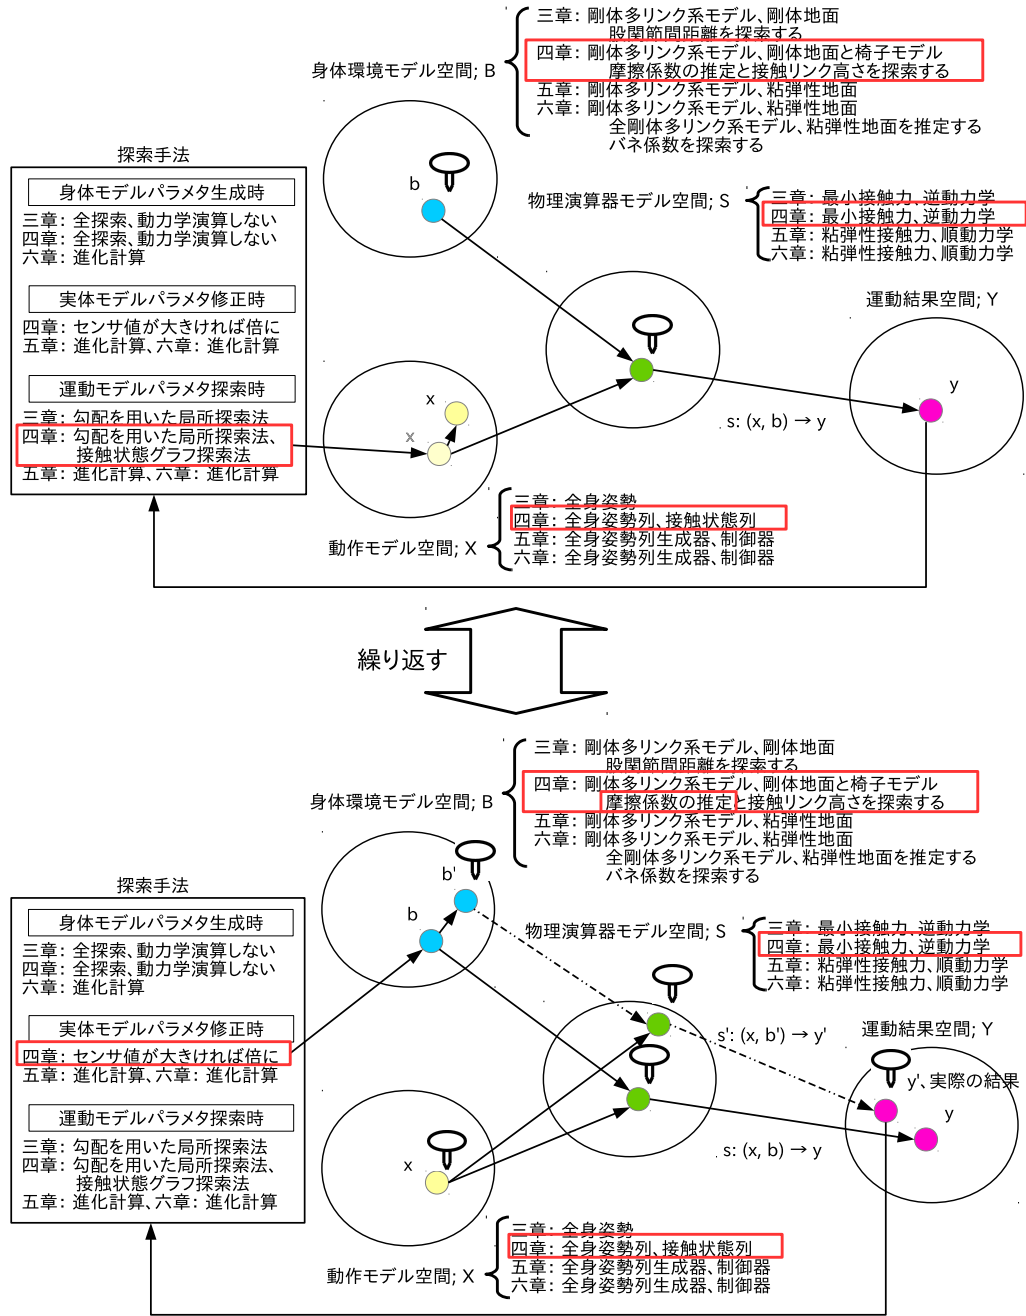 三章: 剛体多リンク系モデル、剛体地面
股関節間距離を探索する
四章: 剛体多リンク系モデル、剛体地面と椅子モデル
摩擦係数の推定と接触リンク高さを探索する
五章: 剛体多リンク系モデル、粘弾性地面
六章: 剛体多リンク系モデル、粘弾性地面
全剛体多リンク系モデル、粘弾性地面を推定する
バネ係数を探索する
身体環境モデル空間; B
b
探索手法
身体モデルパラメタ生成時
三章: 全探索、動力学演算しない
四章: 全探索、動力学演算しない
六章: 進化計算
実体モデルパラメタ修正時
四章: センサ値が大きければ倍に
五章: 進化計算、六章: 進化計算
運動モデルパラメタ探索時
三章: 勾配を用いた局所探索法
四章: 勾配を用いた局所探索法、
接触状態グラフ探索法
五章: 進化計算、六章: 進化計算
物理演算器モデル空間; S
三章: 最小接触力、逆動力学
四章: 最小接触力、逆動力学
五章: 粘弾性接触力、順動力学
六章: 粘弾性接触力、順動力学
運動結果空間; Y
y
x
x
s: (x, b) → y
動作モデル空間; X
三章: 全身姿勢
四章: 全身姿勢列、接触状態列
五章: 全身姿勢列生成器、制御器
六章: 全身姿勢列生成器、制御器
繰り返す
三章: 剛体多リンク系モデル、剛体地面
股関節間距離を探索する
四章: 剛体多リンク系モデル、剛体地面と椅子モデル
摩擦係数の推定と接触リンク高さを探索する
五章: 剛体多リンク系モデル、粘弾性地面
六章: 剛体多リンク系モデル、粘弾性地面
全剛体多リンク系モデル、粘弾性地面を推定する
バネ係数を探索する
身体環境モデル空間; B
b'
b
探索手法
身体モデルパラメタ生成時
三章: 全探索、動力学演算しない
四章: 全探索、動力学演算しない
六章: 進化計算
実体モデルパラメタ修正時
四章: センサ値が大きければ倍に
五章: 進化計算、六章: 進化計算
運動モデルパラメタ探索時
三章: 勾配を用いた局所探索法
四章: 勾配を用いた局所探索法、
接触状態グラフ探索法
五章: 進化計算、六章: 進化計算
物理演算器モデル空間; S
三章: 最小接触力、逆動力学
四章: 最小接触力、逆動力学
五章: 粘弾性接触力、順動力学
六章: 粘弾性接触力、順動力学
運動結果空間; Y
s': (x, b') → y'
y'、実際の結果
y
x
s: (x, b) → y
動作モデル空間; X
三章: 全身姿勢
四章: 全身姿勢列、接触状態列
五章: 全身姿勢列生成器、制御器
六章: 全身姿勢列生成器、制御器